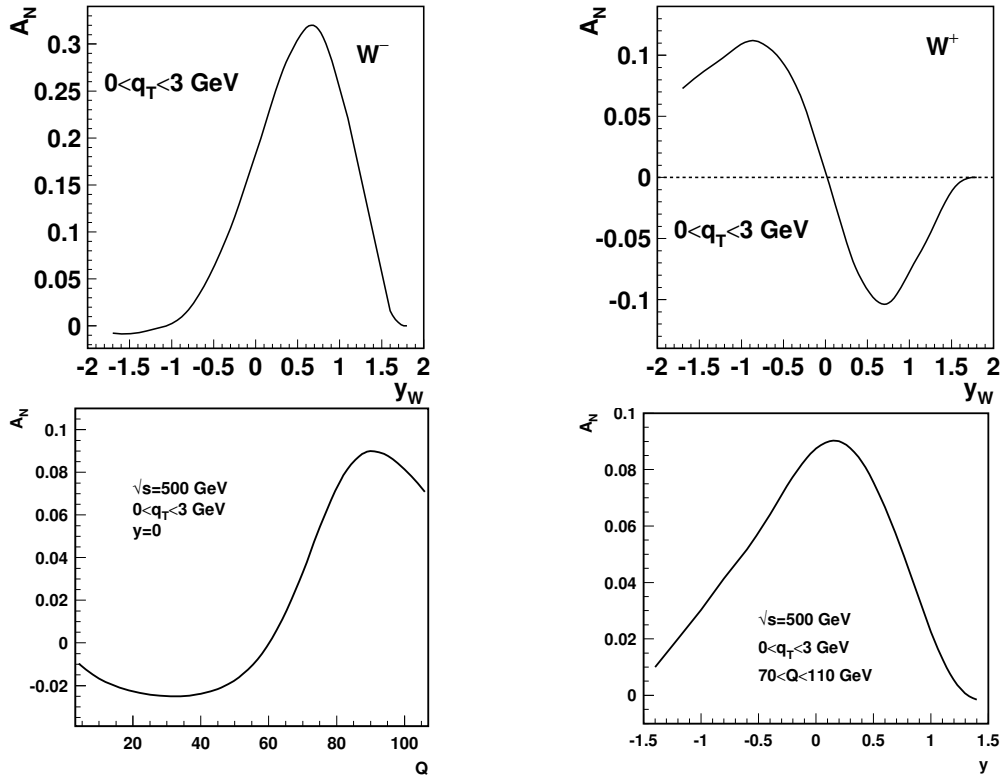 A_N
W⁻
0<q_T<3 GeV
0.3
0.25
0.2
0.15
0.1
0.05
0
-2 -1.5 -1 -0.5 0 0.5 1 1.5 2
y_W
A_N
W⁺
0.1
0.05
0
-0.05
0<q_T<3 GeV
-0.1
-2 -1.5 -1 -0.5 0 0.5 1 1.5 2
y_W
A_N
0.1
0.08
√s=500 GeV
0<q_T<3 GeV
0.06
y=0
0.04
0.02
0
-0.02
20 40 60 80 100
Q
A_N
0.1
0.08
0.06
0.04
√s=500 GeV
0.02
0<q_T<3 GeV
70<Q<110 GeV
0
-1.5 -1 -0.5 0 0.5 1 1.5
y